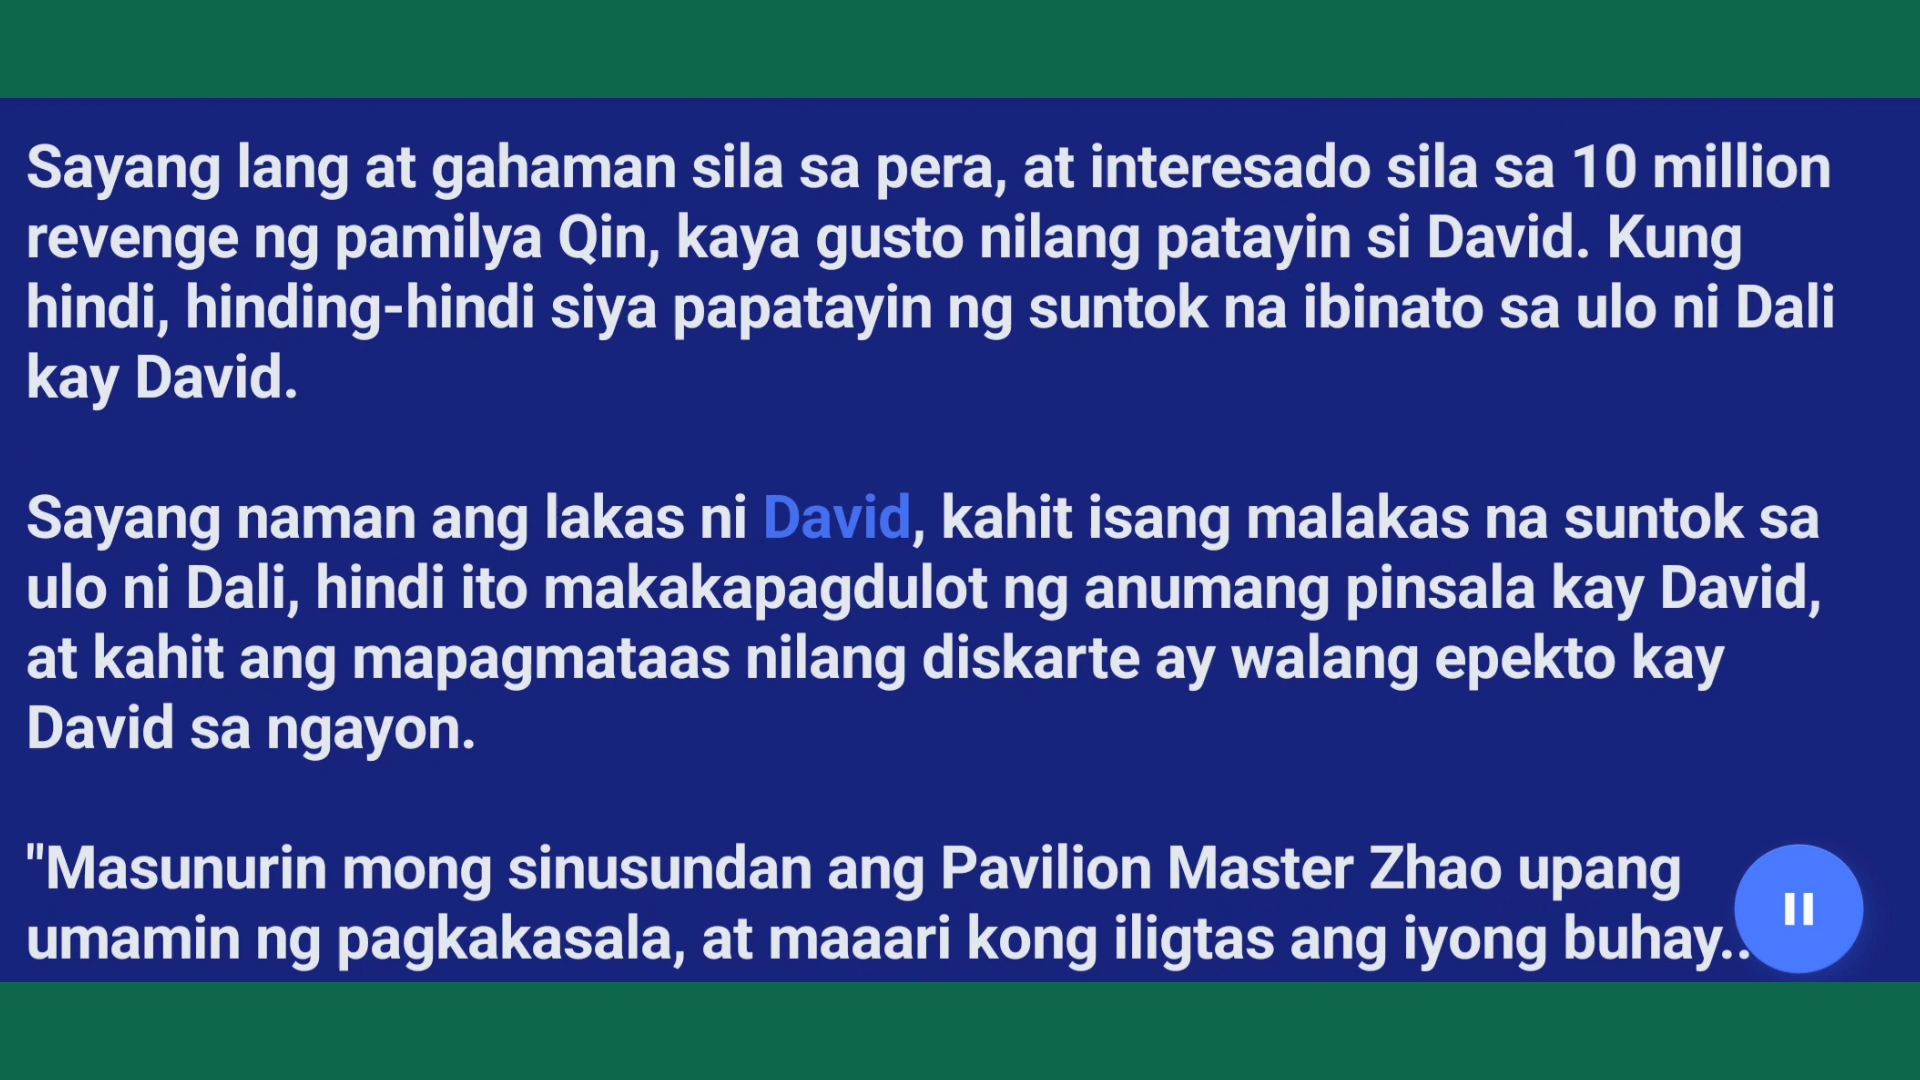 Sayang lang at gahaman sila sa pera, at interesado sila sa 10 million
revenge ng pamilya Qin, kaya gusto nilang patayin si David. Kung
hindi, hinding-hindi siya papatayin ng suntok na ibinato sa ulo ni Dali
kay David.
Sayang naman ang lakas ni David, kahit isang malakas na suntok sa
ulo ni Dali, hindi ito makakapagdulot ng anumang pinsala kay David,
at kahit ang mapagmataas nilang diskarte ay walang epekto kay
David sa ngayon.
"Masunurin mong sinusundan ang Pavilion Master Zhao upang
umamin ng pagkakasala, at maaari kong iligtas ang iyong buhay..